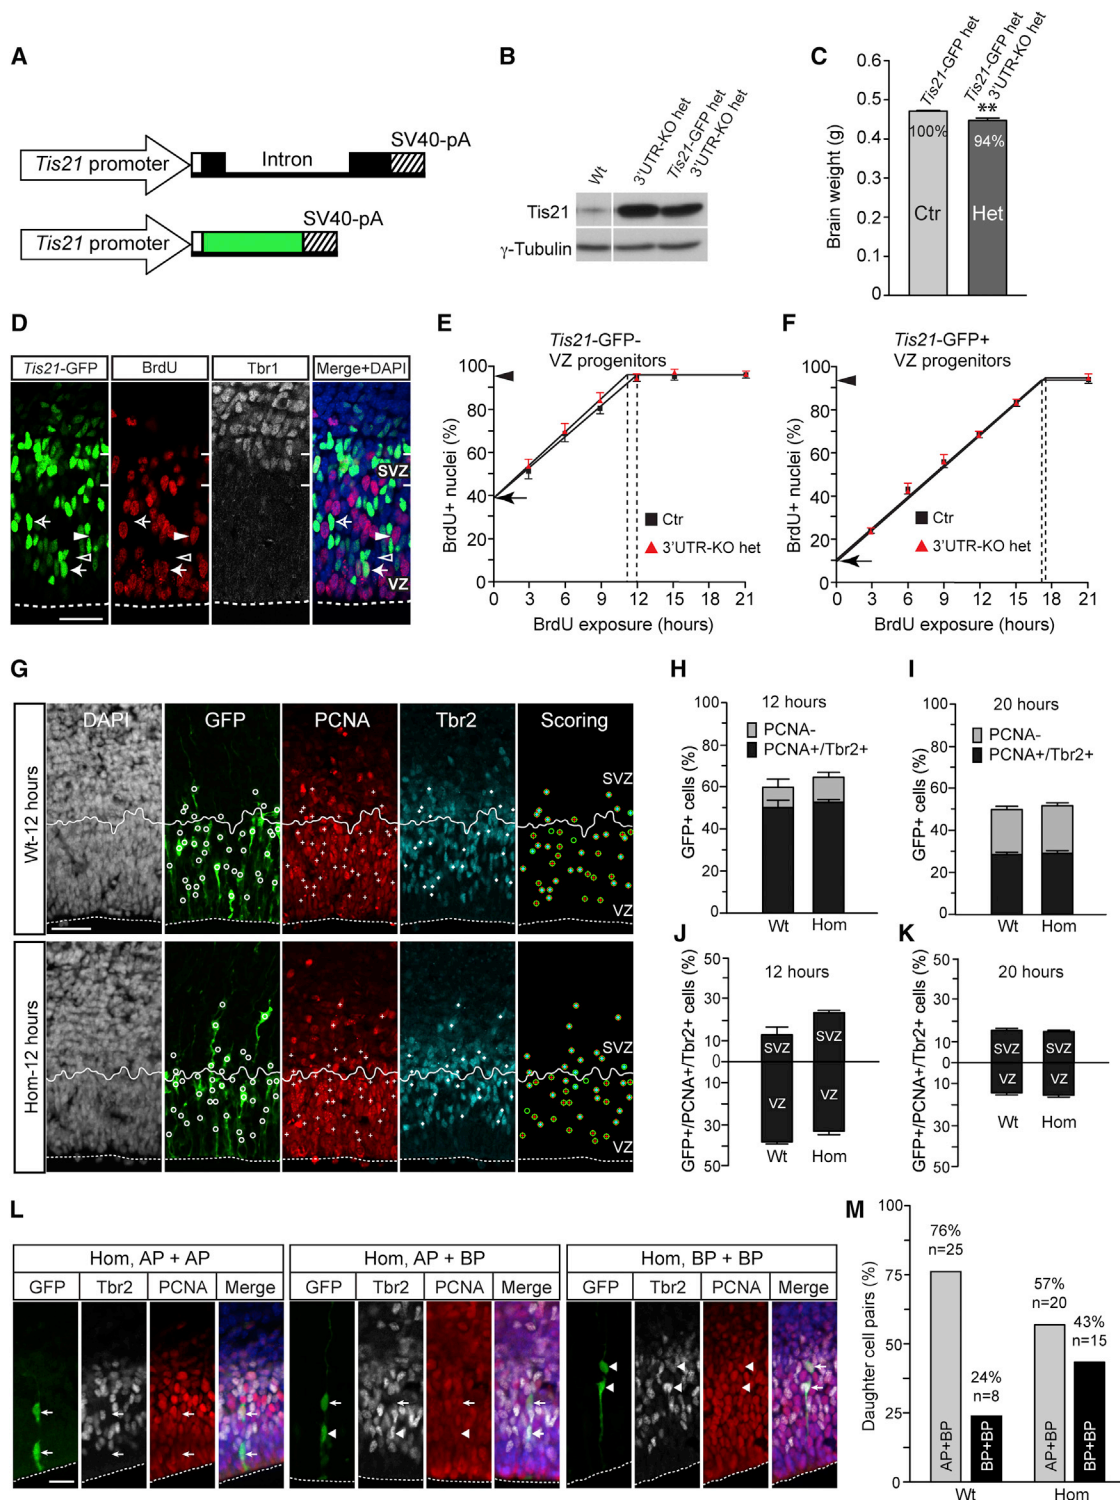 A
Tis21 promoter
Intron
SV40-pA
Tis21 promoter
SV40-pA
B
Wt
3'UTR-KO het
Tis21-GFP het
3'UTR-KO het
Tis21
γ-Tubulin
C
Tis21-GFP het
Tis21-GFP het
3'UTR-KO het
**
Brain weight (g)
0.6
0.5
0.4
0.3
0.2
0.1
0
100%
94%
Ctr
Het
D
Tis21-GFP
BrdU
Tbr1
Merge+DAPI
SVZ
VZ
E
Tis21-GFP-
VZ progenitors
BrdU+ nuclei (%)
100
80
60
40
20
0
Ctr
3'UTR-KO het
0 3 6 9 12 15 18 21
BrdU exposure (hours)
F
Tis21-GFP+
VZ progenitors
BrdU+ nuclei (%)
100
80
60
40
20
0
Ctr
3'UTR-KO het
0 3 6 9 12 15 18 21
BrdU exposure (hours)
G
Wt-12 hours
DAPI
GFP
PCNA
Tbr2
Scoring
SVZ
VZ
Hom-12 hours
SVZ
VZ
H
12 hours
PCNA-
PCNA+/Tbr2+
GFP+ cells (%)
100
80
60
40
20
0
Wt
Hom
I
20 hours
PCNA-
PCNA+/Tbr2+
GFP+ cells (%)
100
80
60
40
20
0
Wt
Hom
J
12 hours
GFP+/PCNA+/Tbr2+ cells (%)
50
30
10
0
10
30
50
SVZ
SVZ
VZ
VZ
Wt
Hom
K
20 hours
GFP+/PCNA+/Tbr2+ cells (%)
50
30
10
0
10
30
50
SVZ
SVZ
VZ
VZ
Wt
Hom
L
Hom, AP + AP
GFP
Tbr2
PCNA
Merge
Hom, AP + BP
GFP
Tbr2
PCNA
Merge
Hom, BP + BP
GFP
Tbr2
PCNA
Merge
M
Daughter cell pairs (%)
100
75
50
25
0
76%
n=25
24%
n=8
57%
n=20
43%
n=15
AP+BP
BP+BP
AP+BP
BP+BP
Wt
Hom